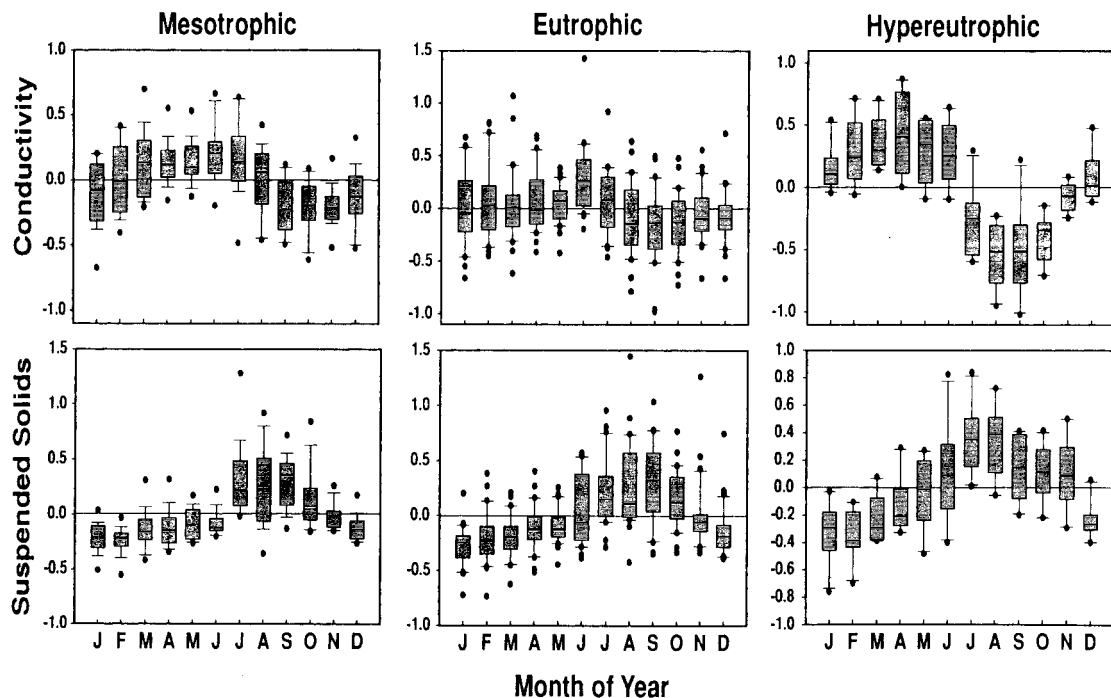 Mesotrophic Eutrophic Hypereutrophic
Conductivity
1.0 0.5 0.0 -0.5 -1.0
1.5 1.0 0.5 0.0 -0.5 -1.0
1.0 0.5 0.0 -0.5 -1.0
Suspended Solids
1.5 1.0 0.5 0.0 -0.5 -1.0
1.5 1.0 0.5 0.0 -0.5 -1.0
1.0 0.8 0.6 0.4 0.2 0.0 -0.2 -0.4 -0.6 -0.8 -1.0
J F M A M J J A S O N D J F M A M J J A S O N D J F M A M J J A S O N D
Month of Year